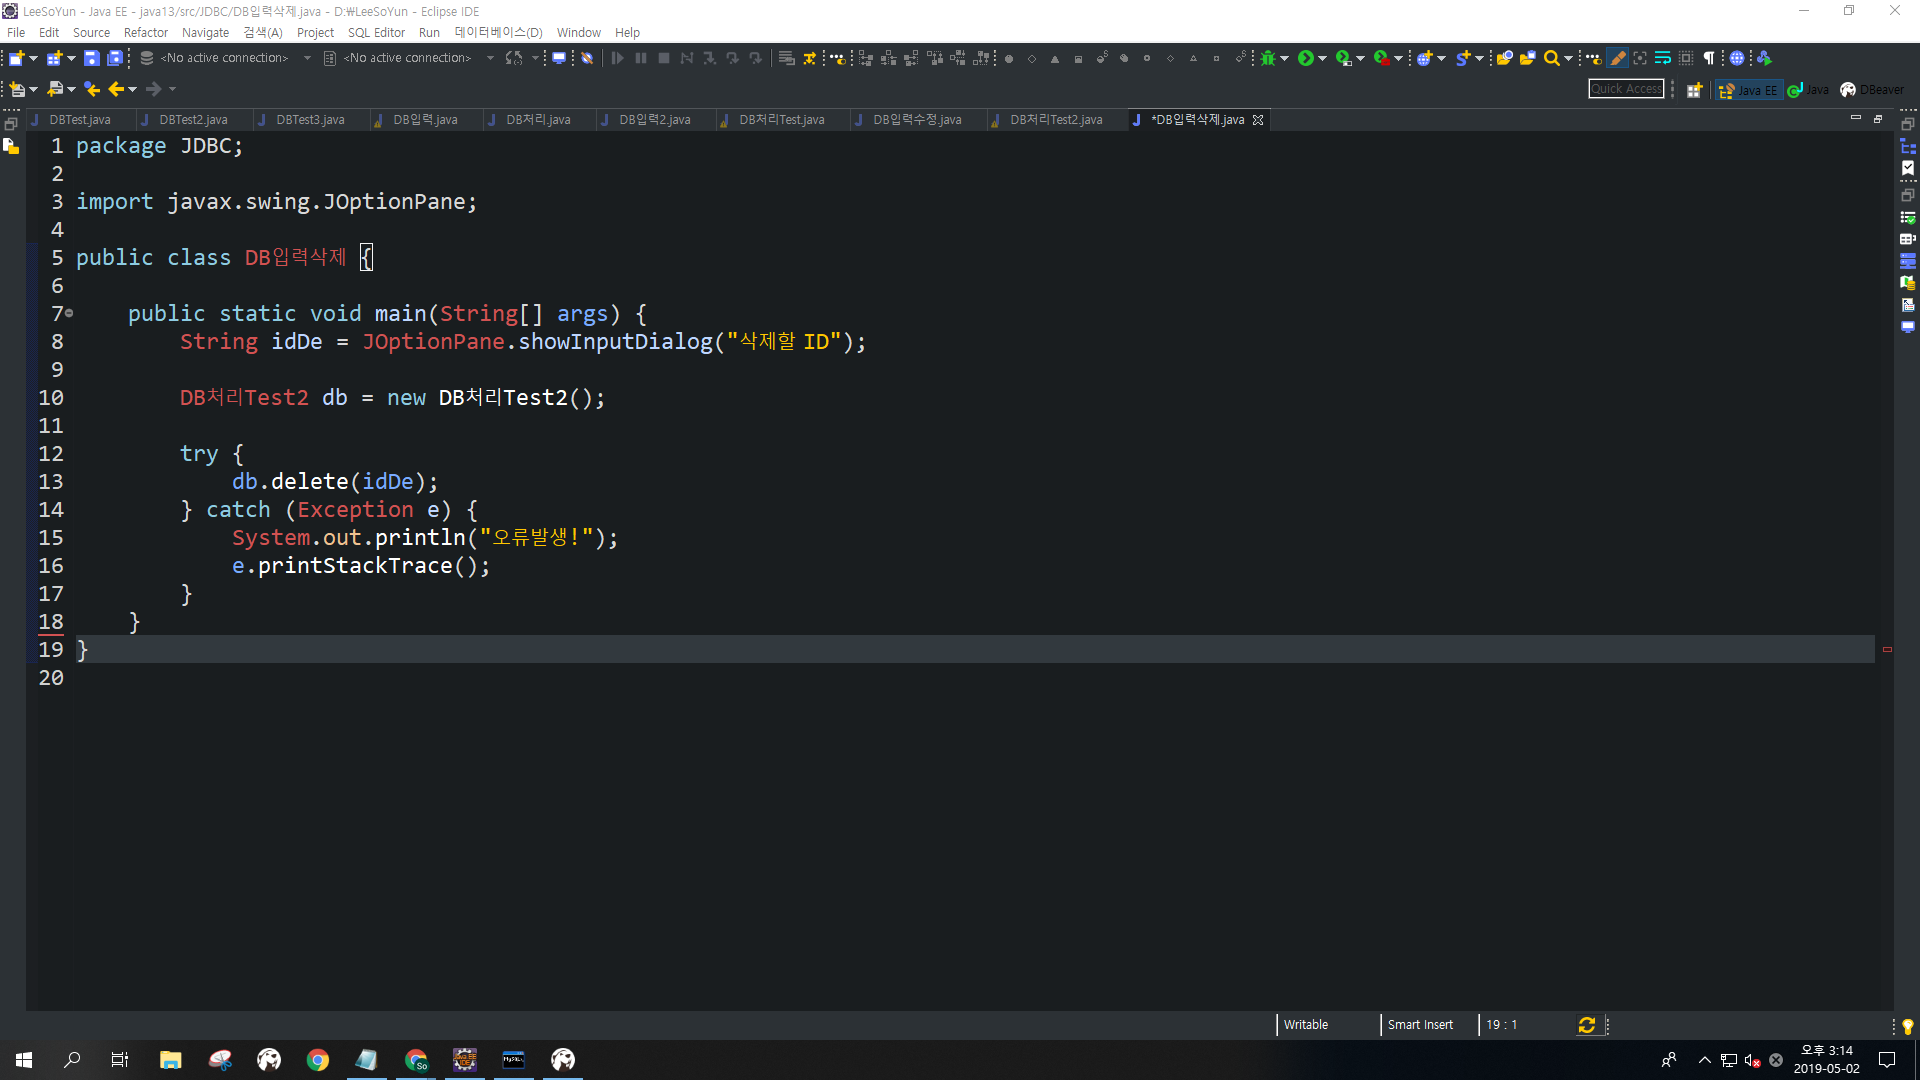 LeeSoYun - Java EE - java13/src/JDBC/DB입력삭제.java - D:₩LeeSoYun - Eclipse IDE
File Edit Source Refactor Navigate 검색(A) Project SQL Editor Run 데이터베이스(D) Window Help
<No active connection> <No active connection>
Quick Access Java EE Java DBeaver
DBTest.java DBTest2.java DBTest3.java DB입력.java DB처리.java DB입력2.java DB처리Test.java DB입력수정.java DB처리Test2.java *DB입력삭제.java
1 package JDBC;
2
3 import javax.swing.JOptionPane;
4
5 public class DB입력삭제 {
6
7 public static void main(String[] args) {
8 String idDe = JOptionPane.showInputDialog("삭제할 ID");
9
10 DB처리Test2 db = new DB처리Test2();
11
12 try {
13 db.delete(idDe);
14 } catch (Exception e) {
15 System.out.println("오류발생!");
16 e.printStackTrace();
17 }
18 }
19 }
20
Writable Smart Insert 19 : 1
오후 3:14
2019-05-02